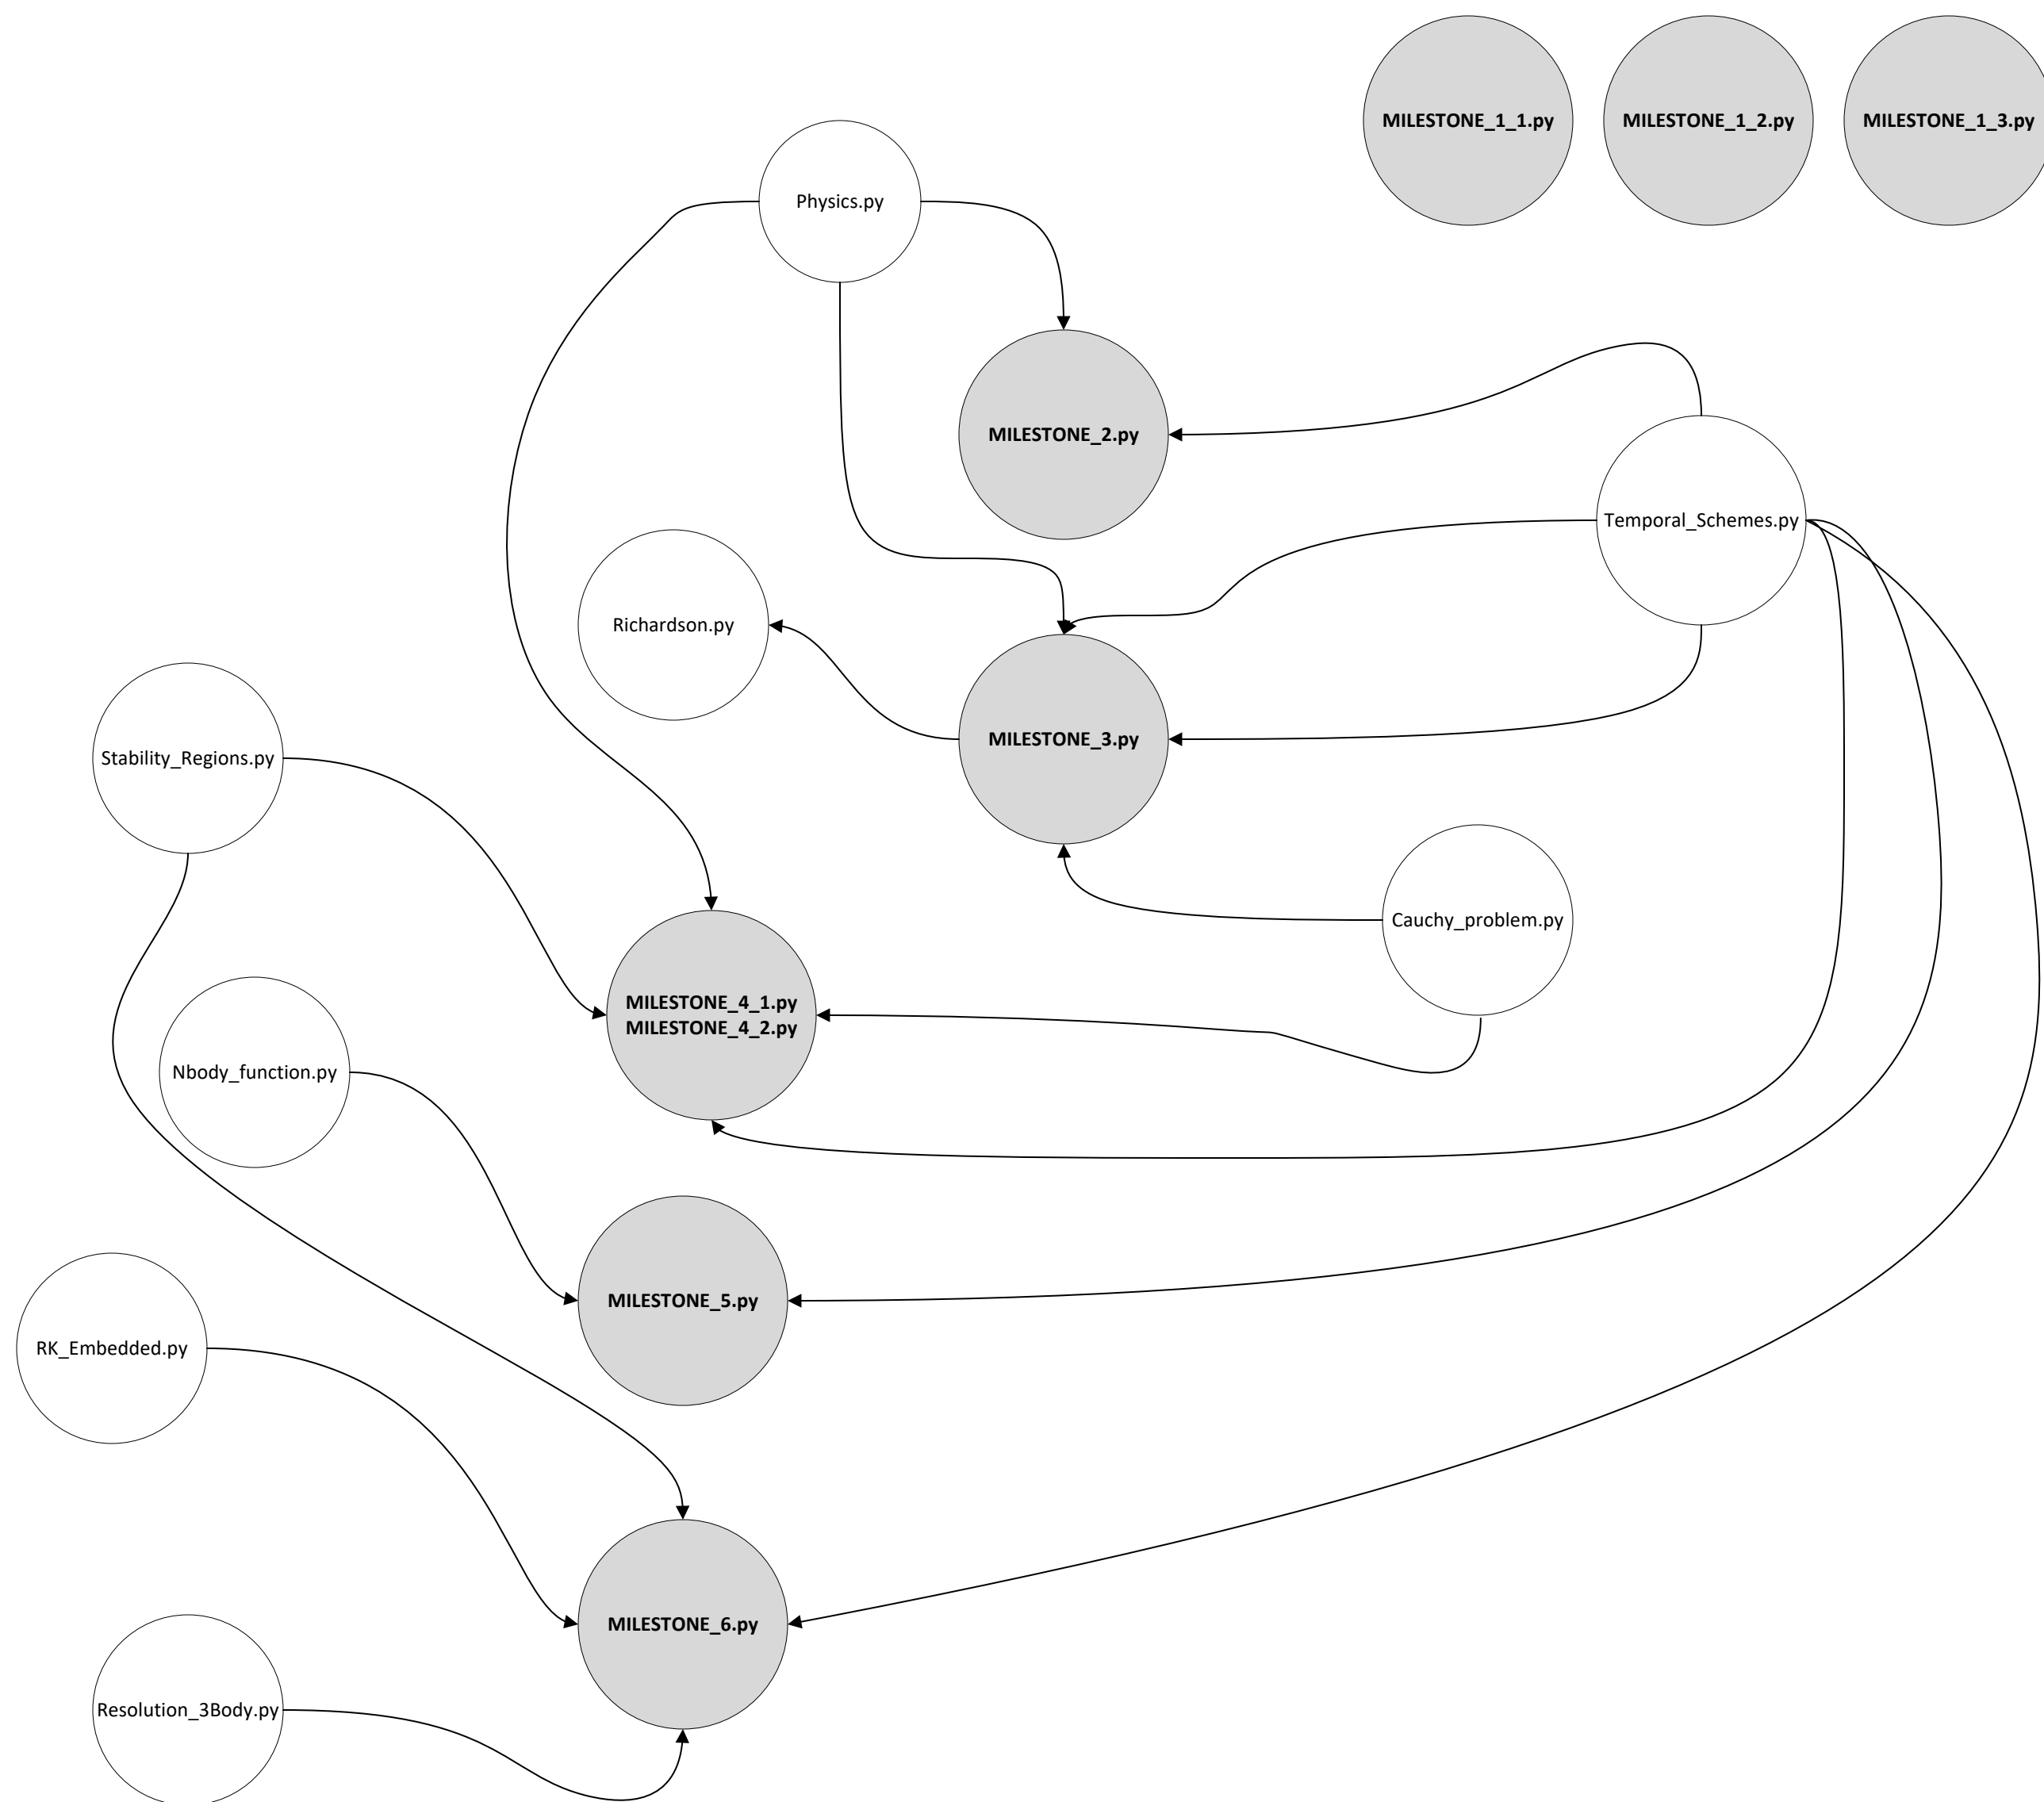 MILESTONE_1_1.py
MILESTONE_1_2.py
MILESTONE_1_3.py
Physics.py
MILESTONE_2.py
Temporal_Schemes.py
Richardson.py
MILESTONE_3.py
Stability_Regions.py
Cauchy_problem.py
MILESTONE_4_1.py
MILESTONE_4_2.py
Nbody_function.py
MILESTONE_5.py
RK_Embedded.py
MILESTONE_6.py
Resolution_3Body.py